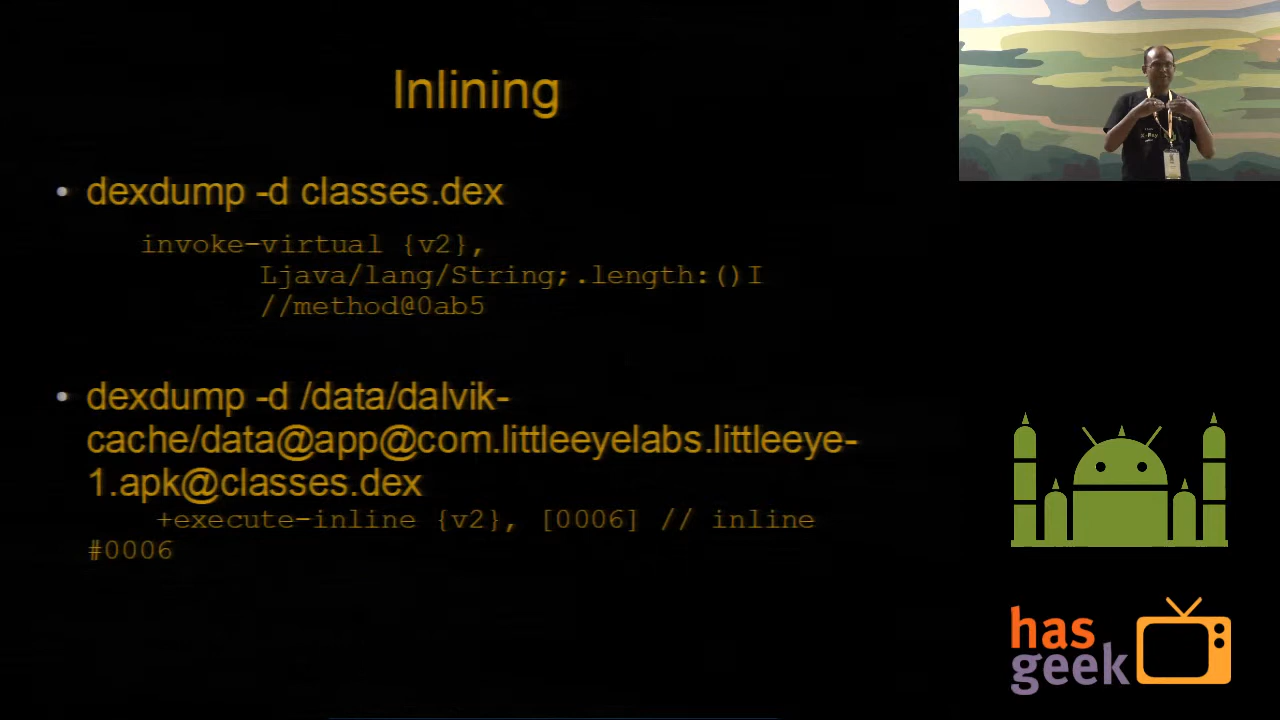 Inlining
• dexdump -d classes.dex
invoke-virtual {v2},
Ljava/lang/String;.length:()I
//method@0ab5
• dexdump -d /data/dalvik-
cache/data@app@com.littleeyelabs.littleeye-
1.apk@classes.dex
+execute-inline {v2}, [0006] // inline
#0006
has
geek